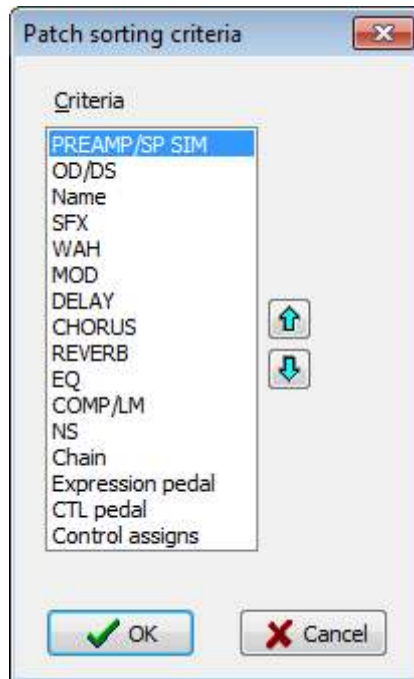 Patch sorting criteria
Criteria
PREAMP/SP SIM
OD/DS
Name
SFX
WAH
MOD
DELAY
CHORUS
REVERB
EQ
COMP/LM
NS
Chain
Expression pedal
CTL pedal
Control assigns
OK
Cancel